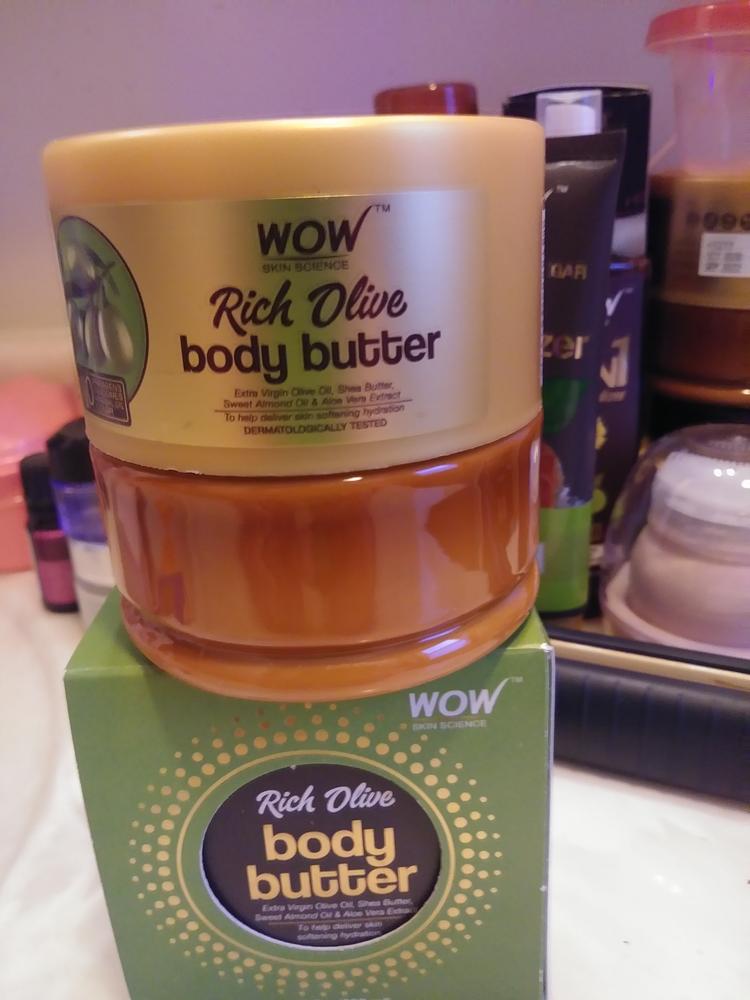 WOW™
SKIN SCIENCE
Rich Olive
body butter
Extra Virgin Olive Oil, Shea Butter,
Sweet Almond Oil & Aloe Vera Extract
To help deliver skin softening hydration
DERMATOLOGICALLY TESTED
WOW™
SKIN SCIENCE
Rich Olive
body
butter
Extra Virgin Olive Oil, Shea Butter,
Sweet Almond Oil & Aloe Vera Extract
To help deliver skin
softening hydration